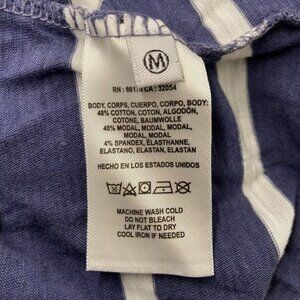 M
RN : 66170 CA : 32054
BODY, CORPS, CUERPO, CORPO, BODY:
48% COTTON, COTON, ALGODÓN,
COTONE, BAUMWOLLE
48% MODAL, MODAL, MODAL,
MODAL, MODAL
4% SPANDEX, ÉLASTHANNE,
ELASTANO, ELASTAN, ELASTAN
HECHO EN LOS ESTADOS UNIDOS
MACHINE WASH COLD
DO NOT BLEACH
LAY FLAT TO DRY
COOL IRON IF NEEDED